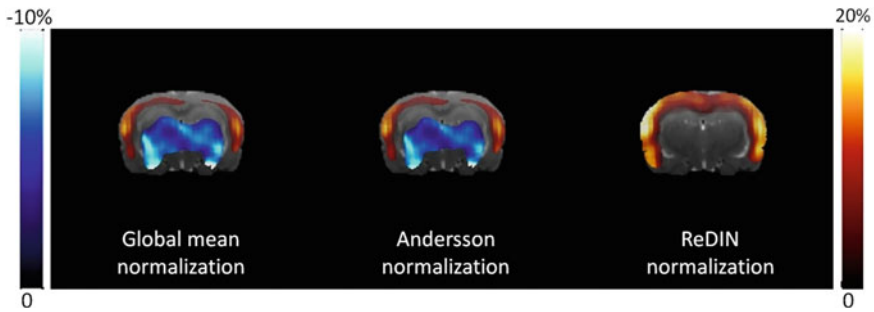 -10%
20%
Global mean
normalization
Andersson
normalization
ReDIN
normalization
0
0